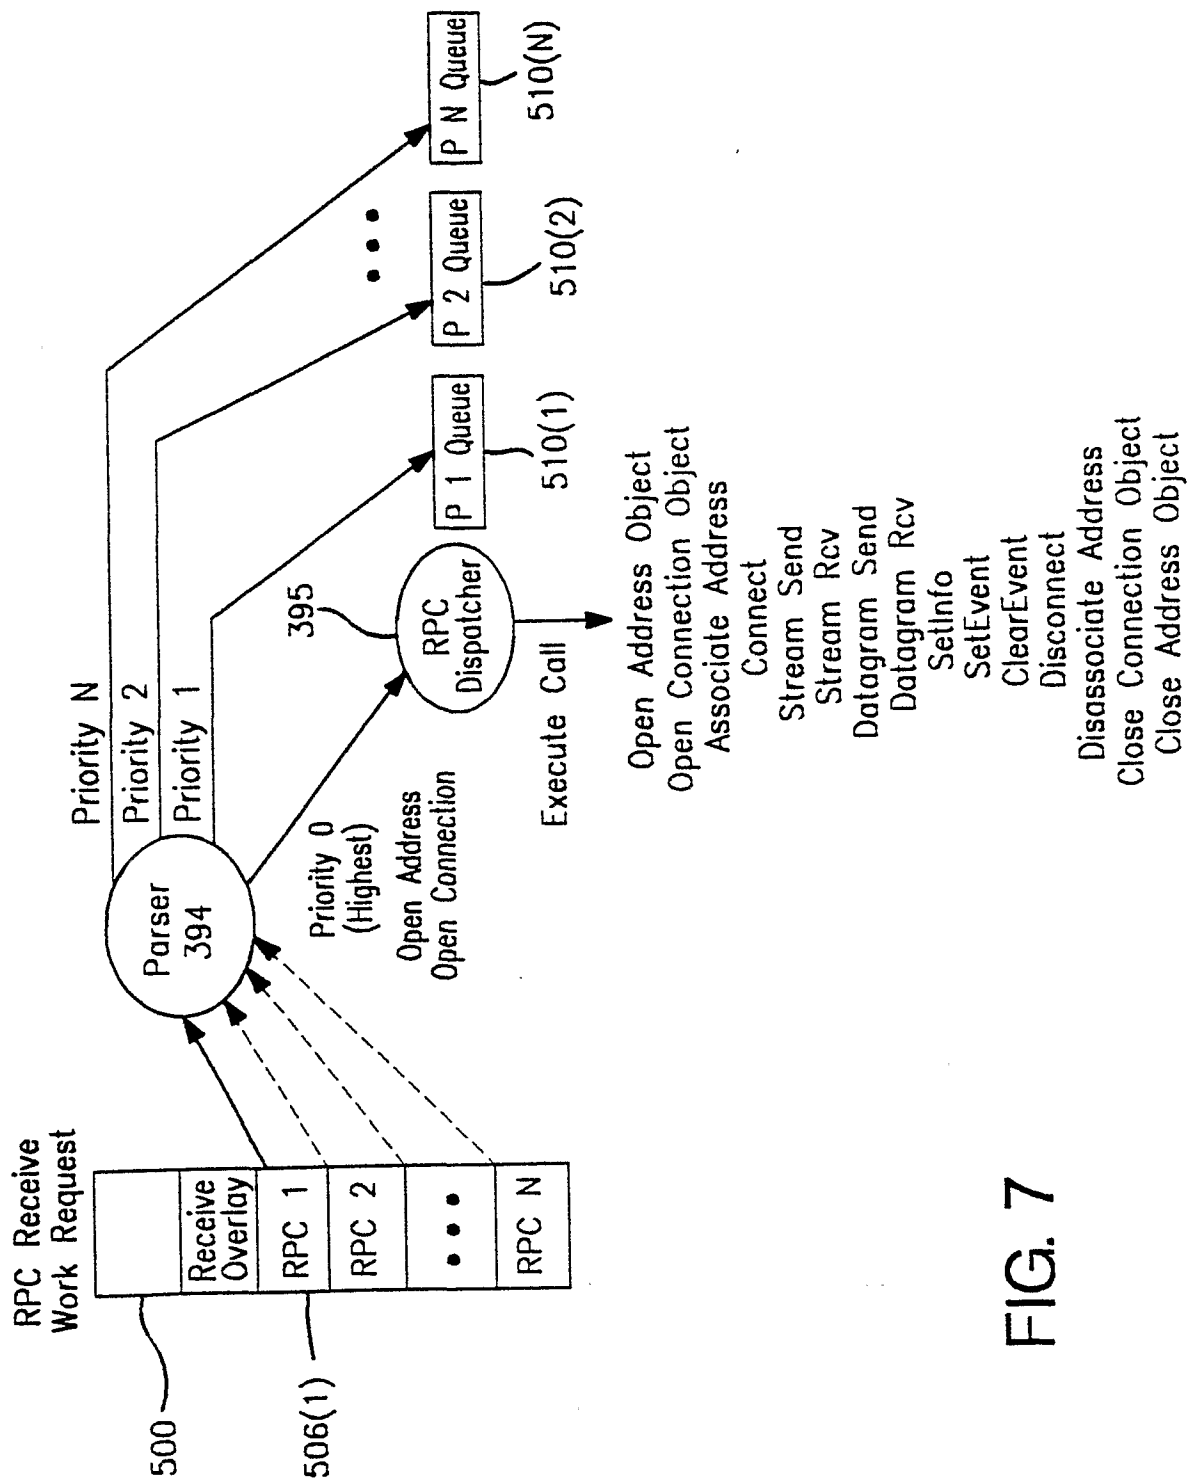 RPC Receive
Work Request
500
Receive
Overlay
506(1)
RPC 1
RPC 2
RPC N
Parser
394
Priority N
Priority 2
Priority 1
Priority 0
(Highest)
Open Address
Open Connection
395
RPC
Dispatcher
P 1 Queue
510(1)
P 2 Queue
510(2)
P N Queue
510(N)
Execute Call
Open Address Object
Open Connection Object
Associate Address
Connect
Stream Send
Stream Rcv
Datagram Send
Datagram Rcv
SetInfo
SetEvent
ClearEvent
Disconnect
Disassociate Address
Close Connection Object
Close Address Object
FIG. 7